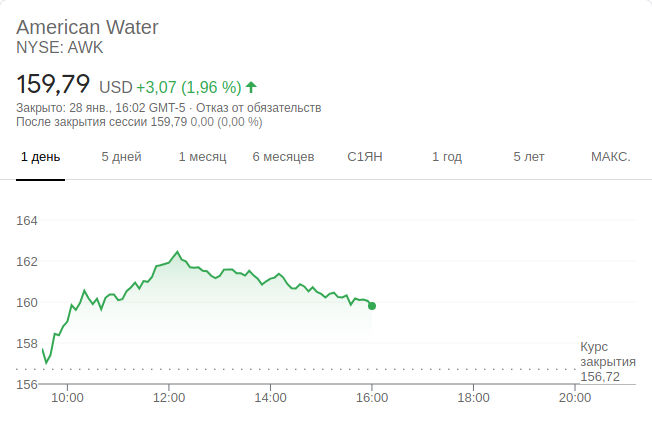 American Water
NYSE: AWK
159,79 USD +3,07 (1,96 %)
Закрыто: 28 янв., 16:02 GMT-5 · Отказ от обязательств
После закрытия сессии 159,79 0,00 (0,00 %)
1 день 5 дней 1 месяц 6 месяцев С1ЯН 1 год 5 лет МАКС.
164
162
160
158
Курс
закрытия
156,72
156
10:00 12:00 14:00 16:00 18:00 20:00